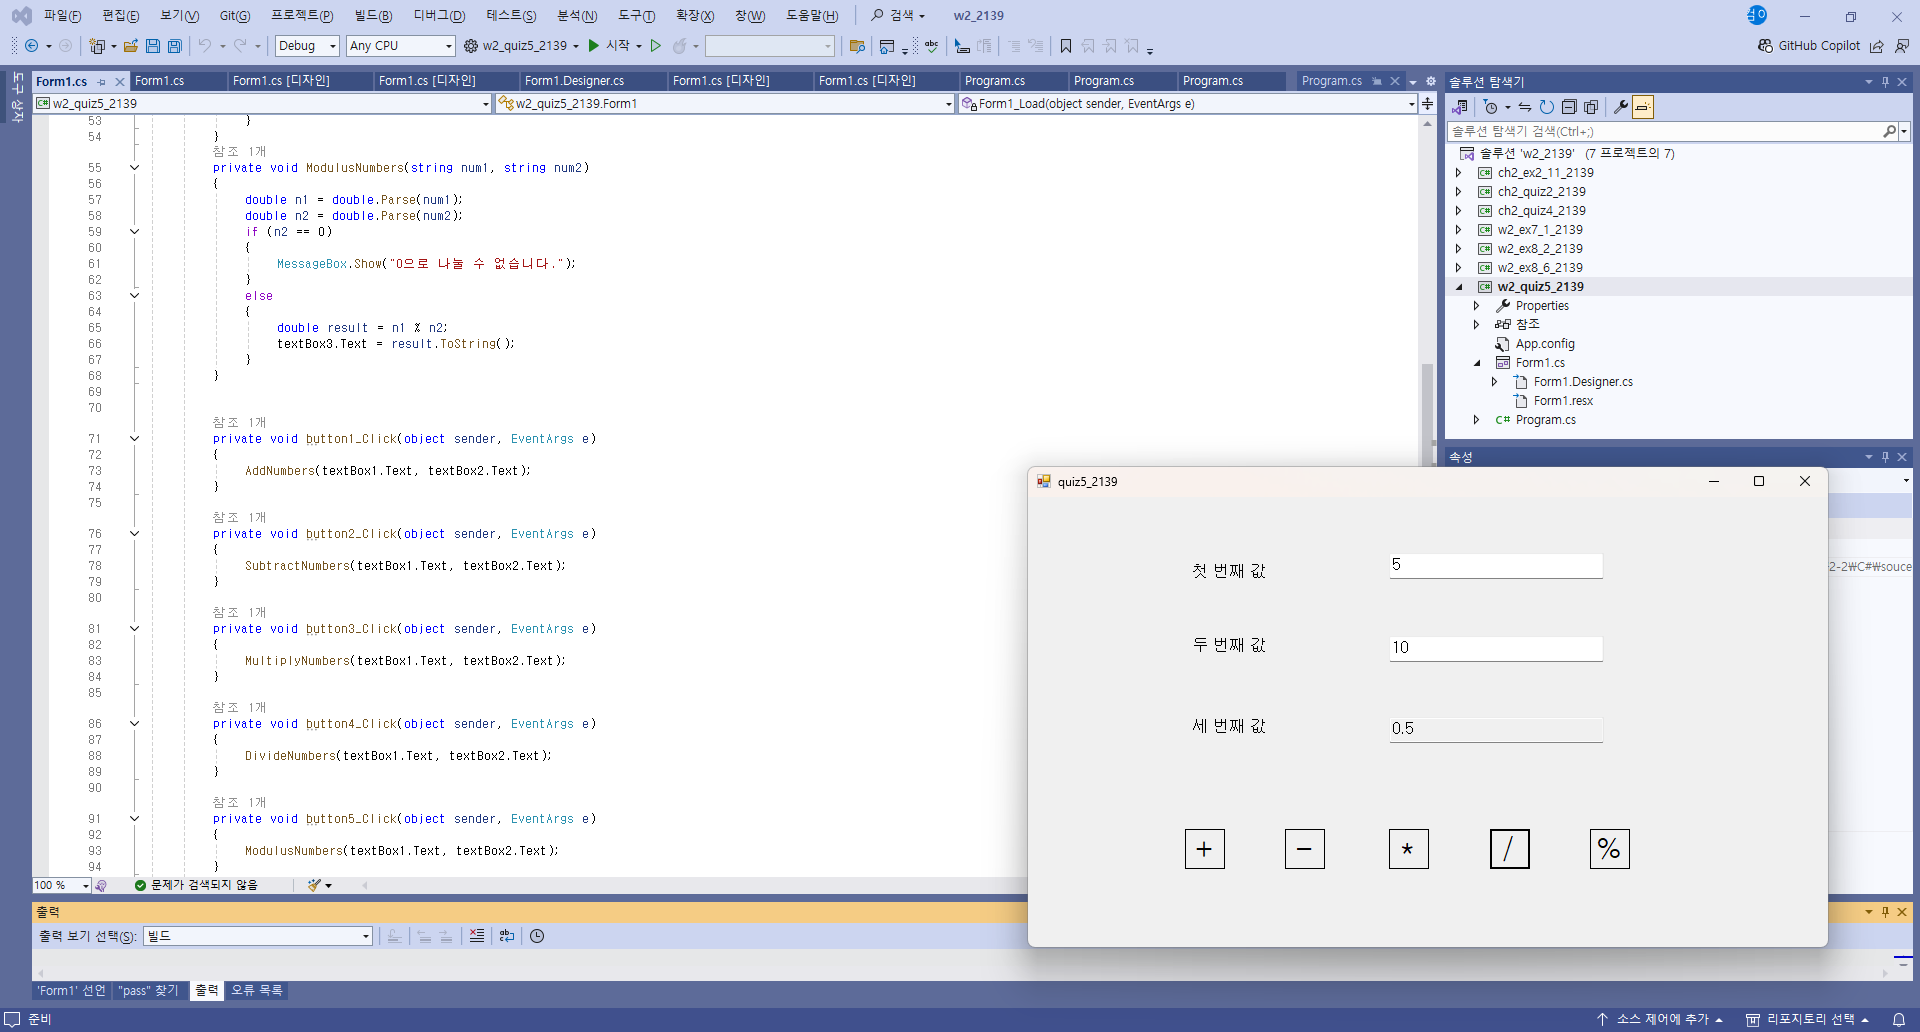 파일(F) 편집(E) 보기(V) Git(G) 프로젝트(P) 빌드(B) 디버그(D) 테스트(S) 분석(N) 도구(T) 확장(X) 창(W) 도움말(H) 검색 w2_2139
Debug Any CPU w2_quiz5_2139 시작 GitHub Copilot
도구 상자
Form1.cs Form1.cs Form1.cs [디자인] Form1.cs [디자인] Form1.Designer.cs Form1.cs [디자인] Form1.cs [디자인] Program.cs Program.cs Program.cs Program.cs
w2_quiz5_2139 w2_quiz5_2139.Form1 Form1_Load(object sender, EventArgs e)
53 }
54 }
참조 1개
55 private void ModulusNumbers(string num1, string num2)
56 {
57 double n1 = double.Parse(num1);
58 double n2 = double.Parse(num2);
59 if (n2 == 0)
60 {
61 MessageBox.Show("0으로 나눌 수 없습니다.");
62 }
63 else
64 {
65 double result = n1 % n2;
66 textBox3.Text = result.ToString();
67 }
68 }
69
70
참조 1개
71 private void button1_Click(object sender, EventArgs e)
72 {
73 AddNumbers(textBox1.Text, textBox2.Text);
74 }
75
참조 1개
76 private void button2_Click(object sender, EventArgs e)
77 {
78 SubtractNumbers(textBox1.Text, textBox2.Text);
79 }
80
참조 1개
81 private void button3_Click(object sender, EventArgs e)
82 {
83 MultiplyNumbers(textBox1.Text, textBox2.Text);
84 }
85
참조 1개
86 private void button4_Click(object sender, EventArgs e)
87 {
88 DivideNumbers(textBox1.Text, textBox2.Text);
89 }
90
참조 1개
91 private void button5_Click(object sender, EventArgs e)
92 {
93 ModulusNumbers(textBox1.Text, textBox2.Text);
94 }
100 % 문제가 검색되지 않음
솔루션 탐색기
솔루션 탐색기 검색(Ctrl+;)
솔루션 'w2_2139' (7 프로젝트의 7)
ch2_ex2_11_2139
ch2_quiz2_2139
ch2_quiz4_2139
w2_ex7_1_2139
w2_ex8_2_2139
w2_ex8_6_2139
w2_quiz5_2139
Properties
참조
App.config
Form1.cs
Form1.Designer.cs
Form1.resx
C# Program.cs
속성
2-2₩C#₩souce
quiz5_2139
첫 번째 값 5
두 번째 값 10
세 번째 값 0.5
+ − * / %
출력
출력 보기 선택(S): 빌드
'Form1' 선언 "pass" 찾기 출력 오류 목록
준비 소스 제어에 추가 리포지토리 선택